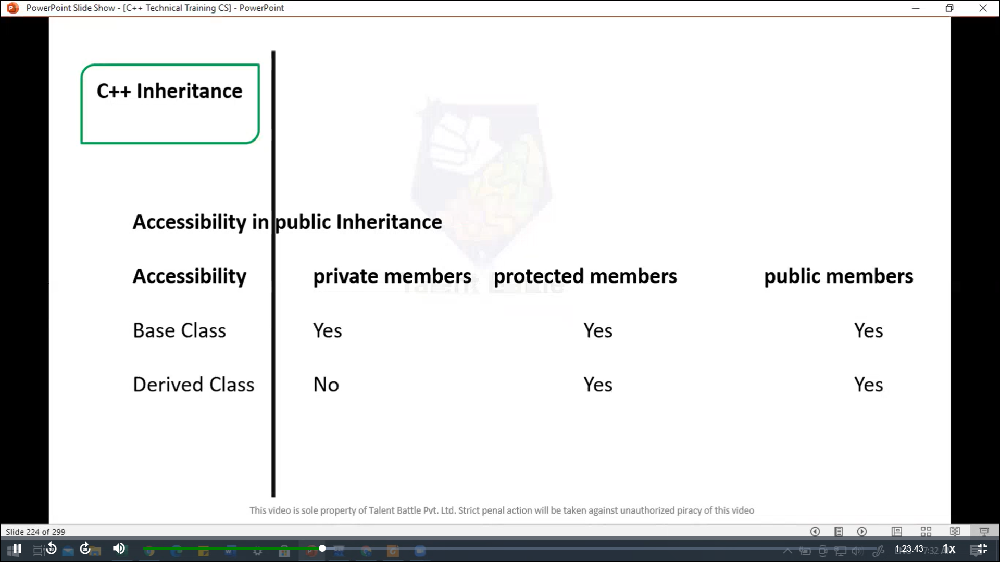 PowerPoint Slide Show - [C++ Technical Training CS] - PowerPoint
C++ Inheritance
Accessibility in public Inheritance
Accessibility private members protected members public members
Base Class Yes Yes Yes
Derived Class No Yes Yes
This video is sole property of Talent Battle Pvt. Ltd. Strict penal action will be taken against unauthorized piracy of this video
Slide 224 of 299
10 30 -1:23:43 1x